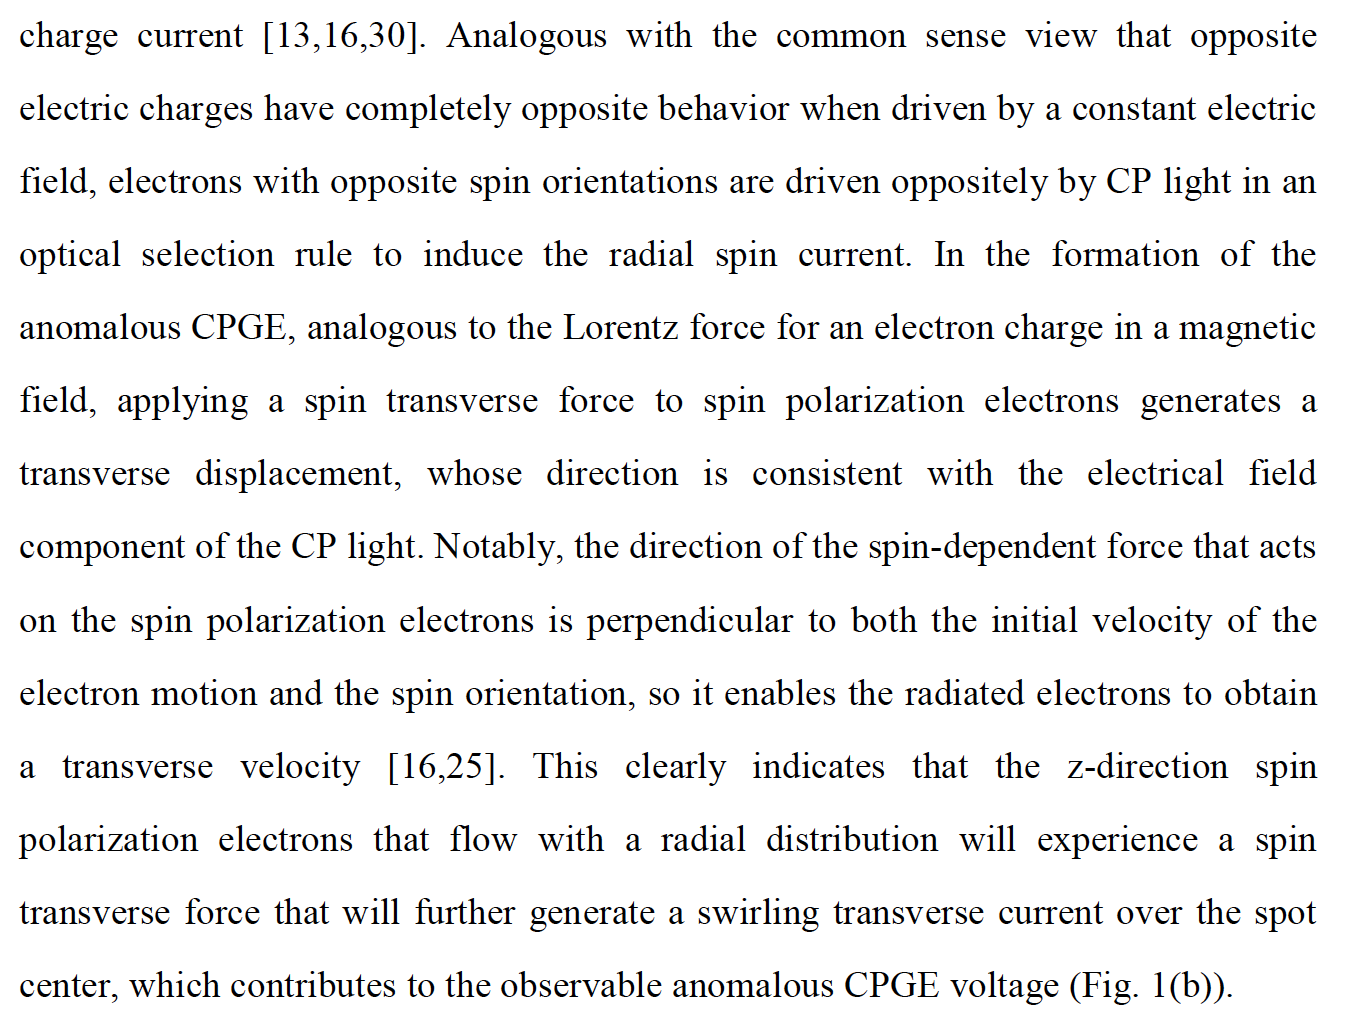 charge current [13,16,30]. Analogous with the common sense view that opposite
electric charges have completely opposite behavior when driven by a constant electric
field, electrons with opposite spin orientations are driven oppositely by CP light in an
optical selection rule to induce the radial spin current. In the formation of the
anomalous CPGE, analogous to the Lorentz force for an electron charge in a magnetic
field, applying a spin transverse force to spin polarization electrons generates a
transverse displacement, whose direction is consistent with the electrical field
component of the CP light. Notably, the direction of the spin-dependent force that acts
on the spin polarization electrons is perpendicular to both the initial velocity of the
electron motion and the spin orientation, so it enables the radiated electrons to obtain
a transverse velocity [16,25]. This clearly indicates that the z-direction spin
polarization electrons that flow with a radial distribution will experience a spin
transverse force that will further generate a swirling transverse current over the spot
center, which contributes to the observable anomalous CPGE voltage (Fig. 1(b)).